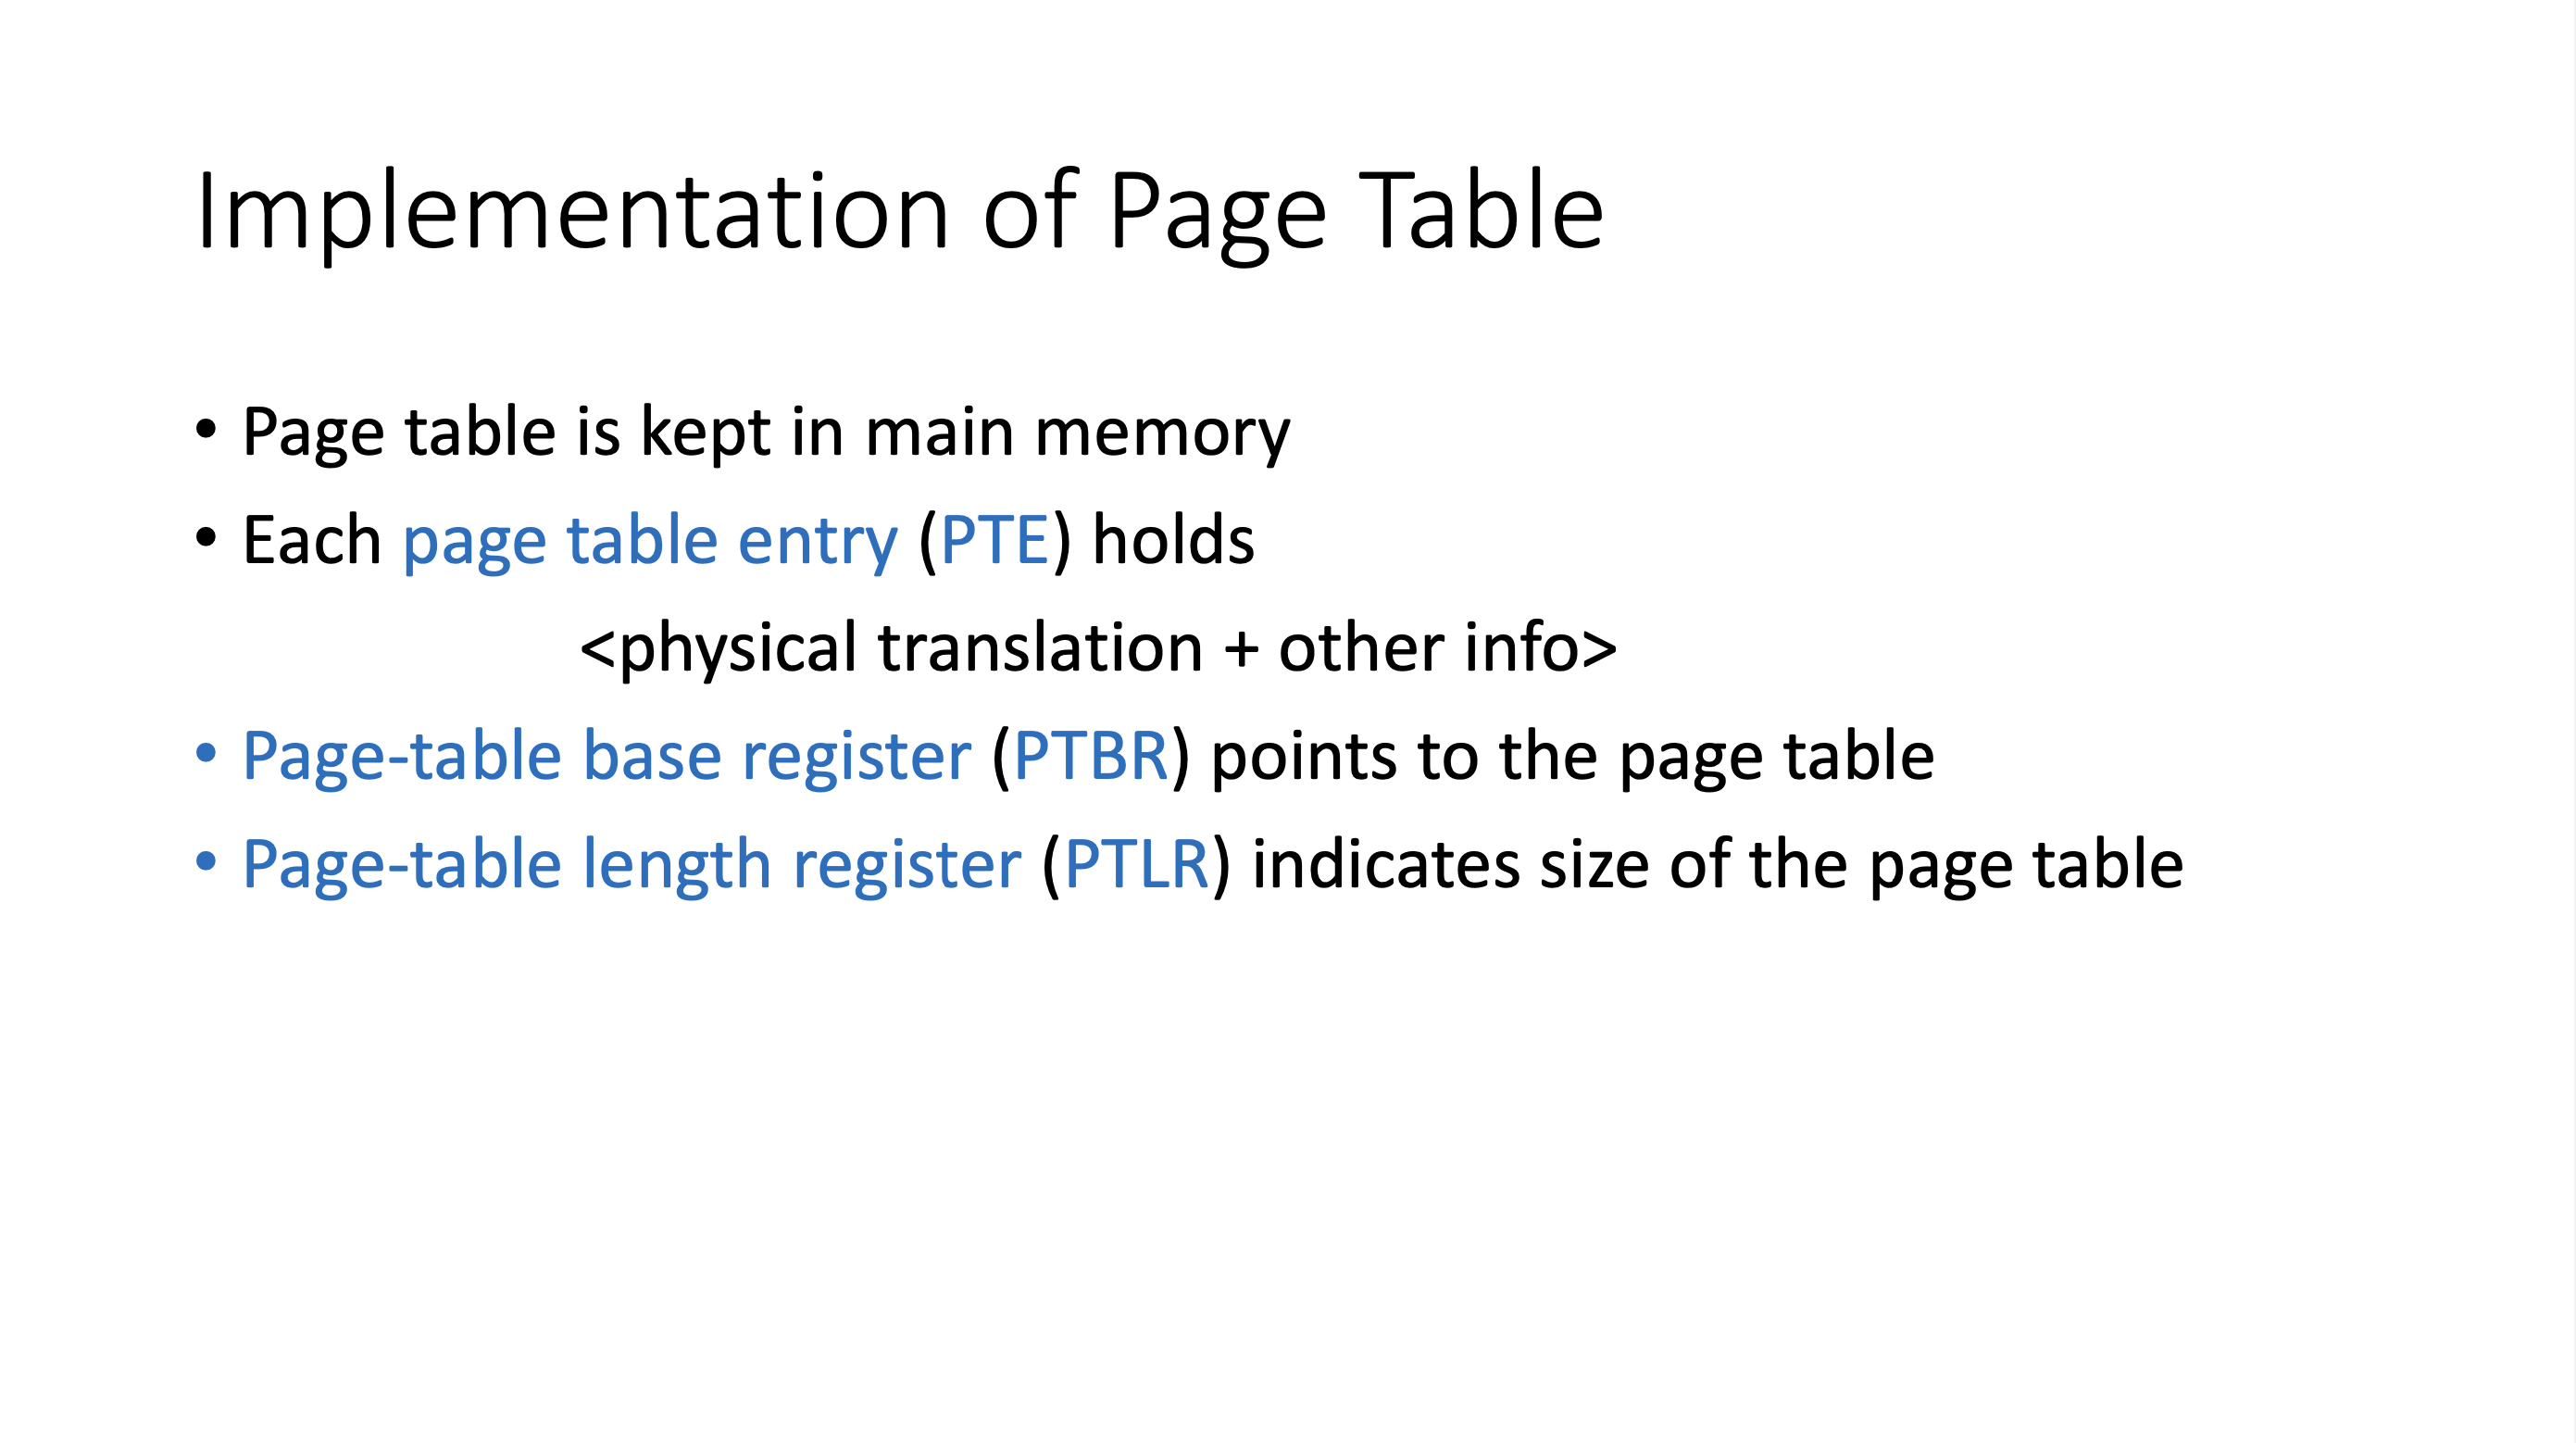 Implementation of Page Table
• Page table is kept in main memory
• Each page table entry (PTE) holds
<physical translation + other info>
• Page-table base register (PTBR) points to the page table
• Page-table length register (PTLR) indicates size of the page table